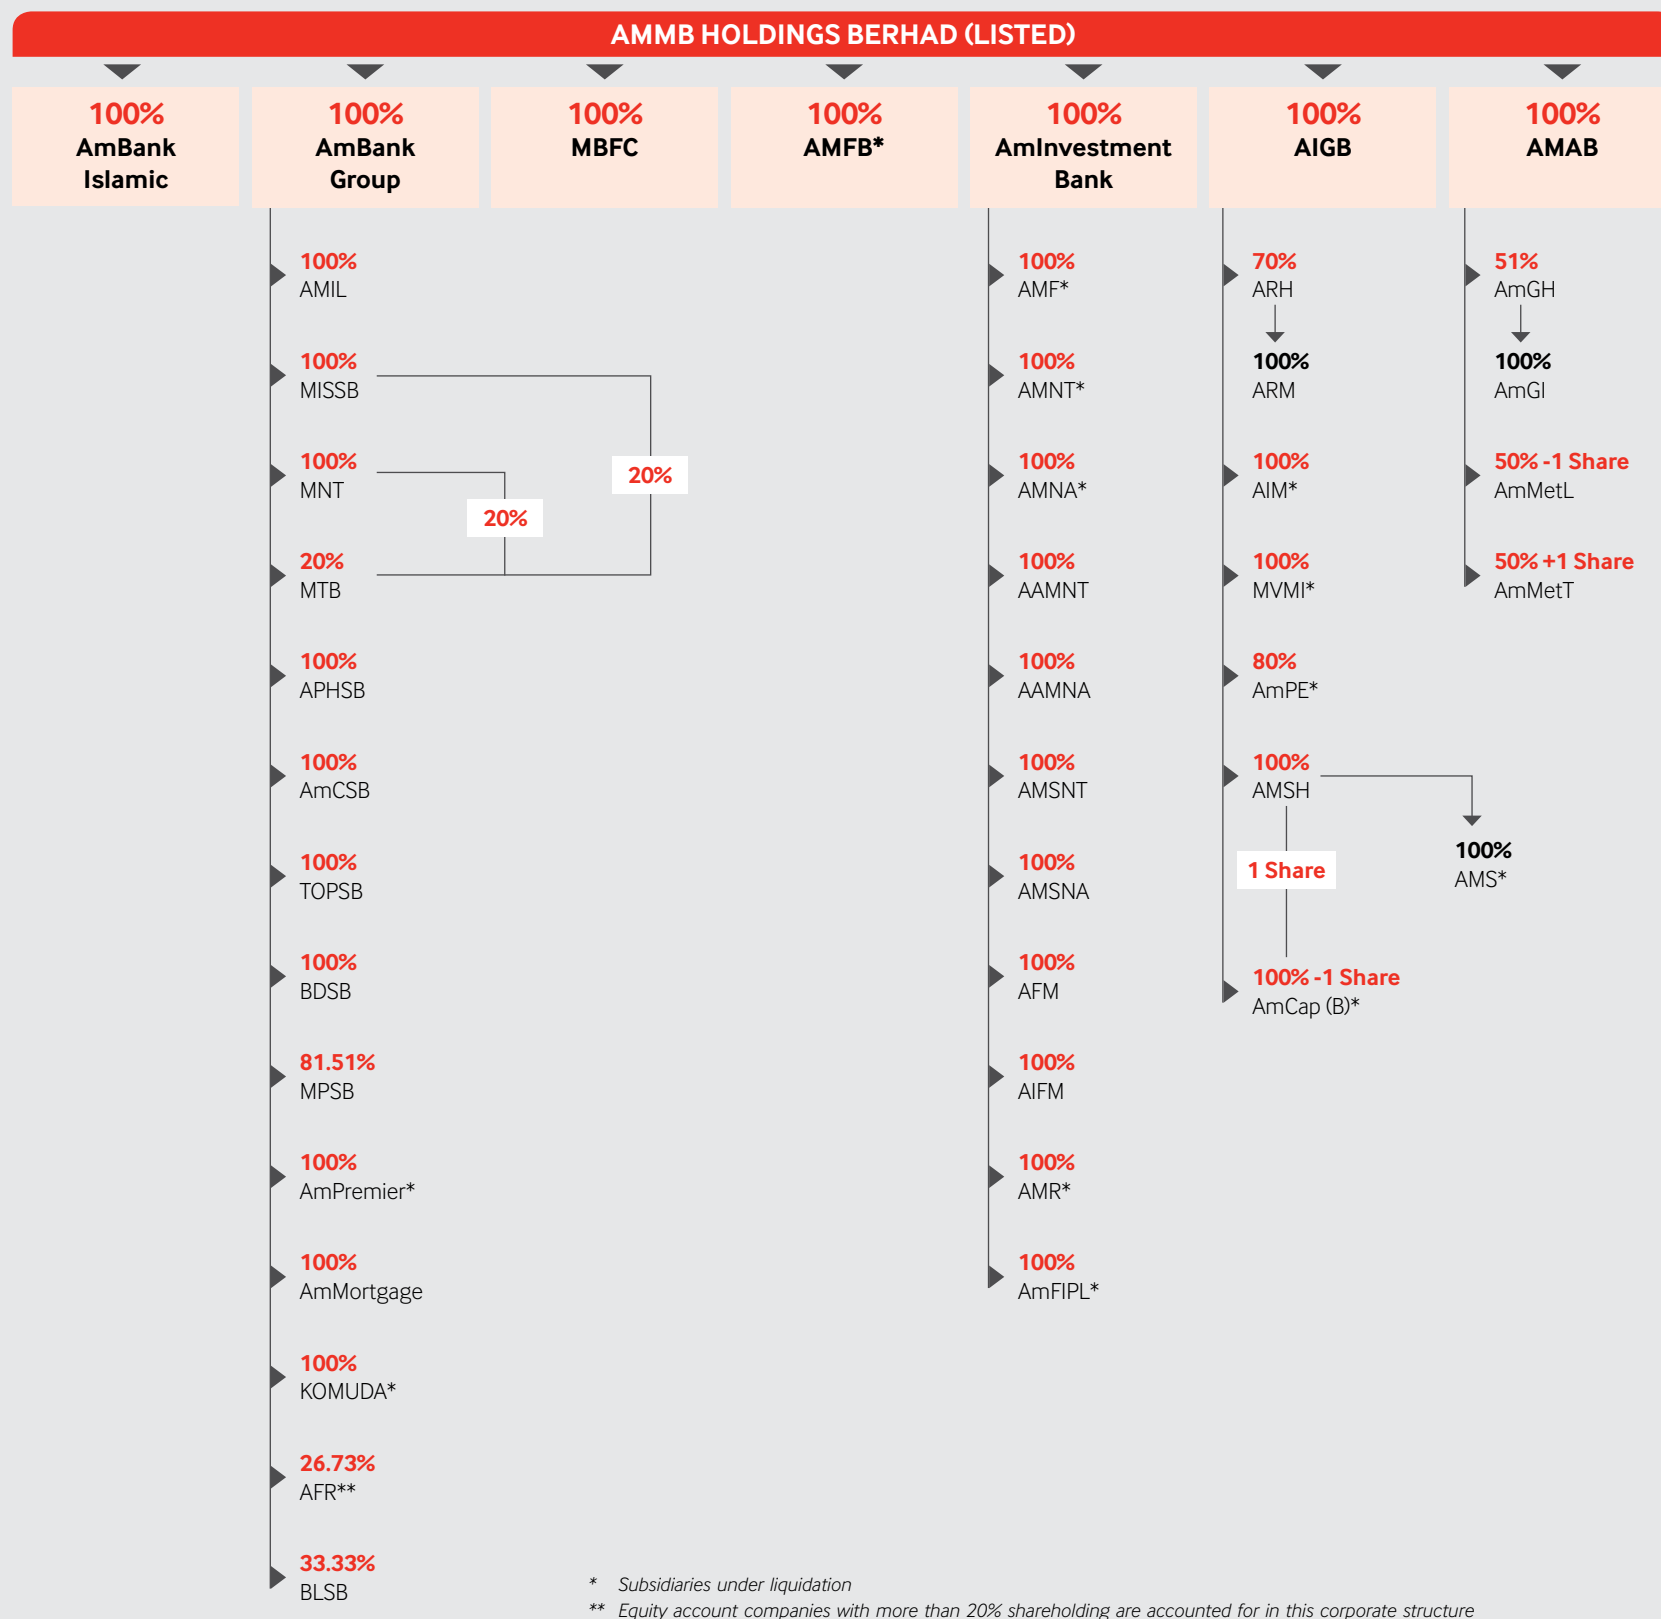 AMMB HOLDINGS BERHAD (LISTED)
100%
AmBank
Islamic
100%
AmBank
Group
100%
MBFC
100%
AMFB*
100%
AmInvestment
Bank
100%
AIGB
100%
AMAB
100%
AMIL
100%
MISSB
100%
MNT
20%
20%
20%
MTB
100%
APHSB
100%
AmCSB
100%
TOPSB
100%
BDSB
81.51%
MPSB
100%
AmPremier*
100%
AmMortgage
100%
KOMUDA*
26.73%
AFR**
33.33%
BLSB
100%
AMF*
100%
AMNT*
100%
AMNA*
100%
AAMNT
100%
AAMNA
100%
AMSNT
100%
AMSNA
100%
AFM
100%
AIFM
100%
AMR*
100%
AmFIPL*
70%
ARH
100%
ARM
100%
AIM*
100%
MVMI*
80%
AmPE*
100%
AMSH
1 Share
100%
AMS*
100% -1 Share
AmCap (B)*
51%
AmGH
100%
AmGI
50% -1 Share
AmMetL
50% +1 Share
AmMetT
* Subsidiaries under liquidation
** Equity account companies with more than 20% shareholding are accounted for in this corporate structure